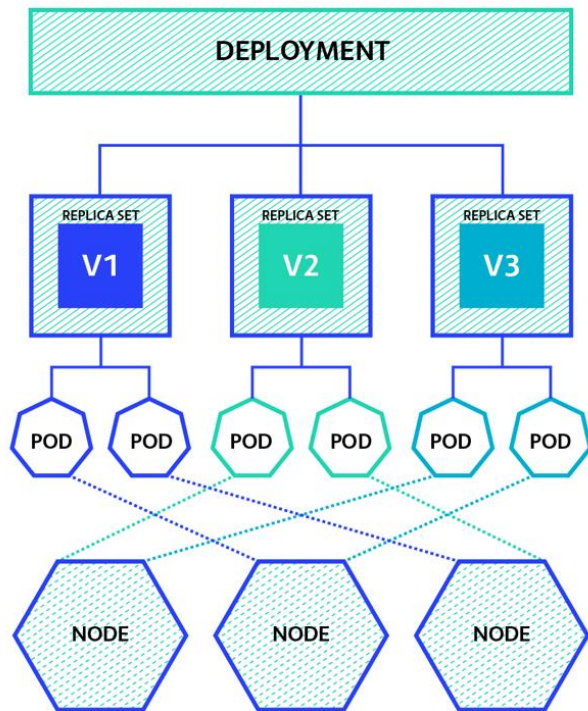 DEPLOYMENT
REPLICA SET REPLICA SET REPLICA SET
V1 V2 V3
POD POD POD POD POD POD
NODE NODE NODE